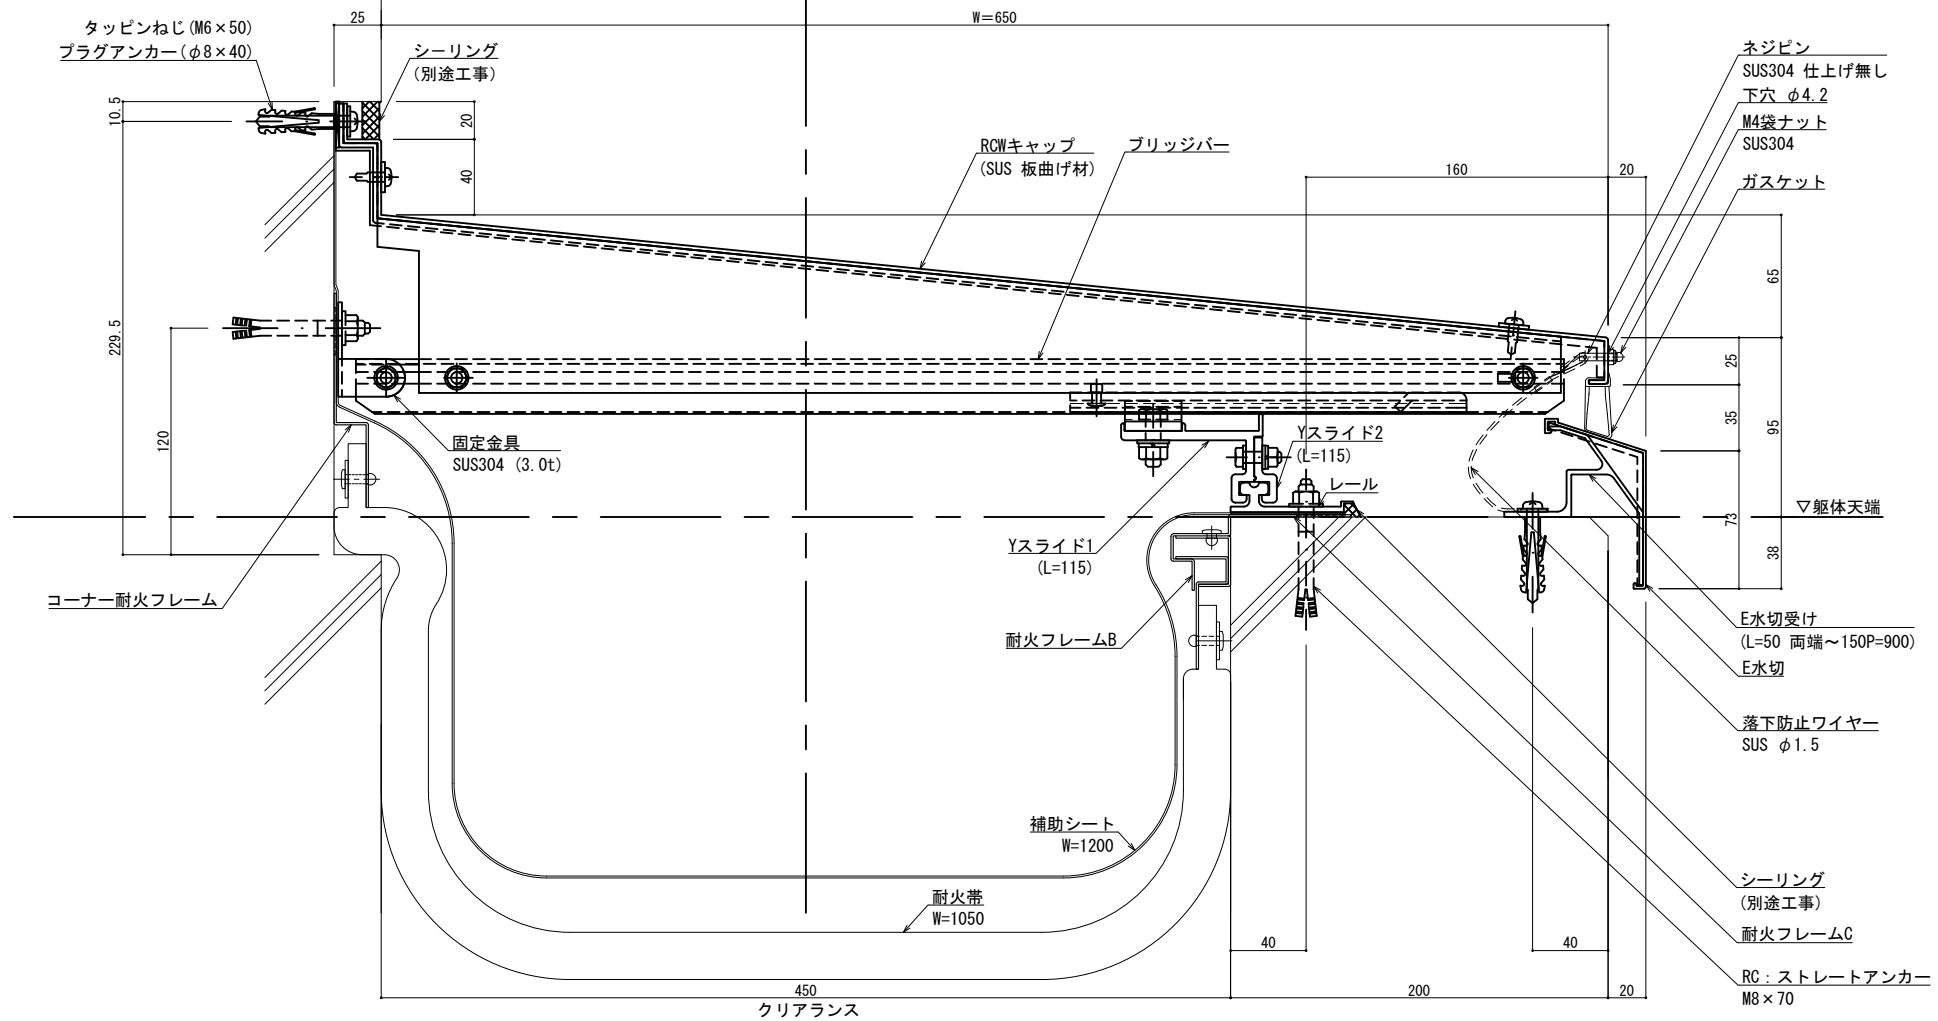 25
W=650
タッピンねじ(M6×50)
プラグアンカー(φ8×40)
シーリング
(別途工事)
ネジピン
SUS304 仕上げ無し
下穴 φ4.2
M4袋ナット
SUS304
ガスケット
10.5
20
40
RCWキャップ
(SUS 板曲げ材)
ブリッジバー
160
20
65
229.5
25
35
95
120
固定金具
SUS304 (3.0t)
Yスライド2
(L=115)
レール
73
▽躯体天端
38
Yスライド1
(L=115)
コーナー耐火フレーム
耐火フレームB
E水切受け
(L=50 両端～150P=900)
E水切
落下防止ワイヤー
SUS φ1.5
補助シート
W=1200
耐火帯
W=1050
シーリング
(別途工事)
耐火フレームC
40
40
RC：ストレートアンカー
M8×70
450
クリアランス
200
20